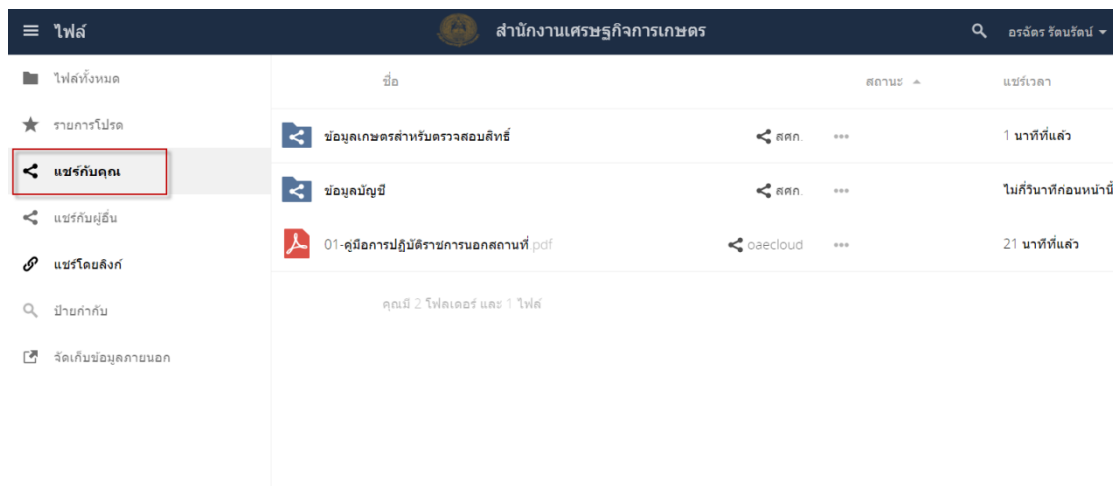 ไฟล์ สำนักงานเศรษฐกิจการเกษตร อรฉัตร รัตนรัตน์
ไฟล์ทั้งหมด
รายการโปรด
แชร์กับคุณ
แชร์กับผู้อื่น
แชร์โดยลิงก์
ป้ายกำกับ
จัดเก็บข้อมูลภายนอก
ชื่อ สถานะ แชร์เวลา
ข้อมูลเกษตรสำหรับตรวจสอบสิทธิ์ สศก. ... 1 นาทีที่แล้ว
ข้อมูลบัญชี สศก. ... ไม่กี่วินาทีก่อนหน้านี้
01-คู่มือการปฏิบัติราชการนอกสถานที่.pdf oaecloud ... 21 นาทีที่แล้ว
คุณมี 2 โฟลเดอร์ และ 1 ไฟล์